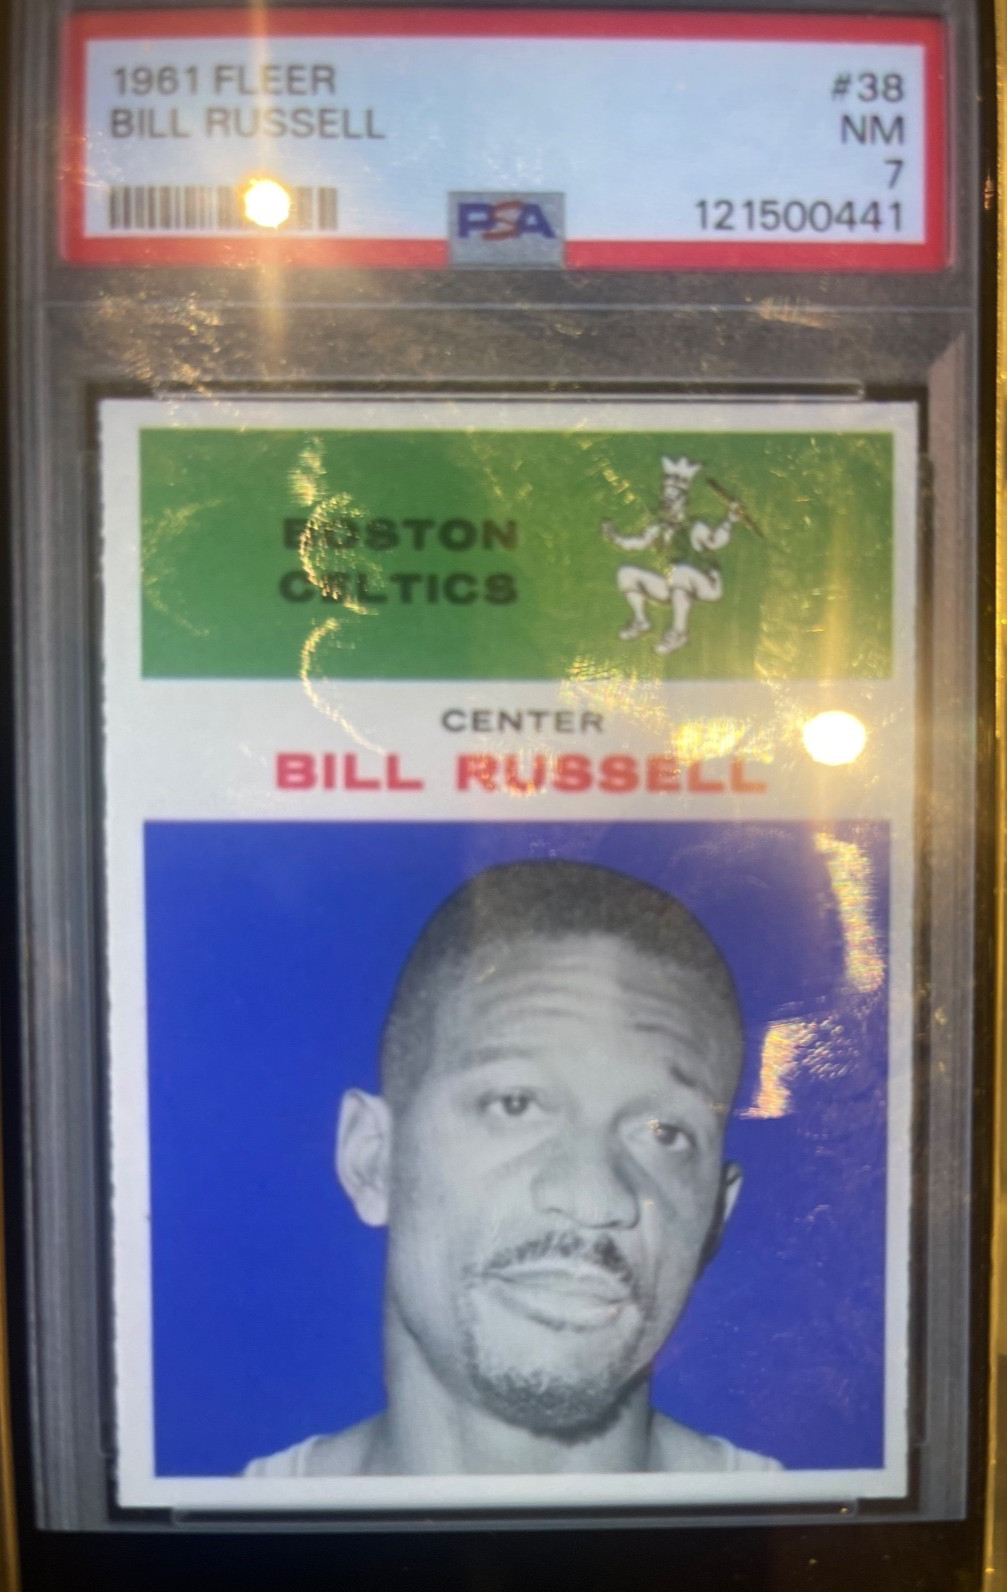 1961 FLEER
BILL RUSSELL
#38
NM
7
121500441
PSA
BOSTON
CELTICS
CENTER
BILL RUSSELL